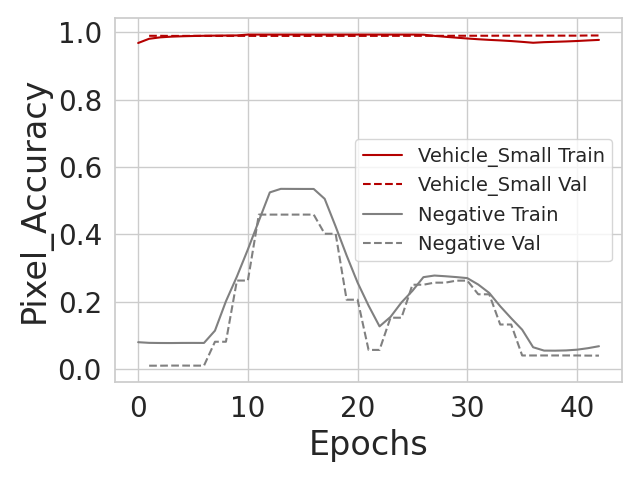 Pixel_Accuracy
1.0
0.8
0.6
0.4
0.2
0.0
Vehicle_Small Train
Vehicle_Small Val
Negative Train
Negative Val
0 10 20 30 40
Epochs